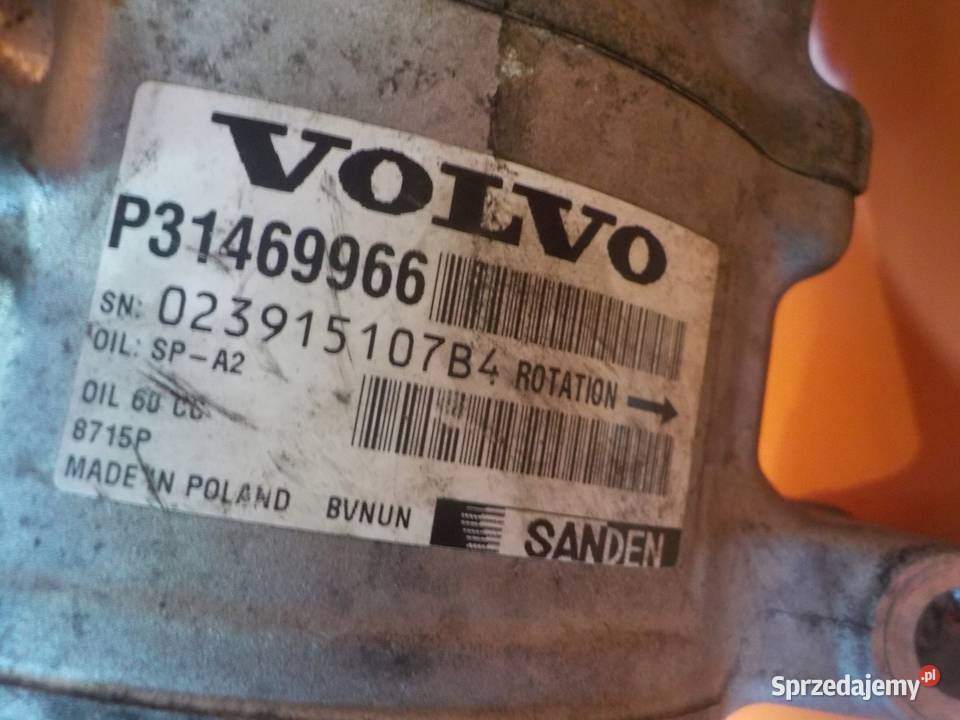 VOLVO
P31469966
SN: 023915107B4 ROTATION
OIL: SP-A2
OIL 60 CC
8715P
MADE IN POLAND BVNUN SANDEN
Sprzedajemy.pl